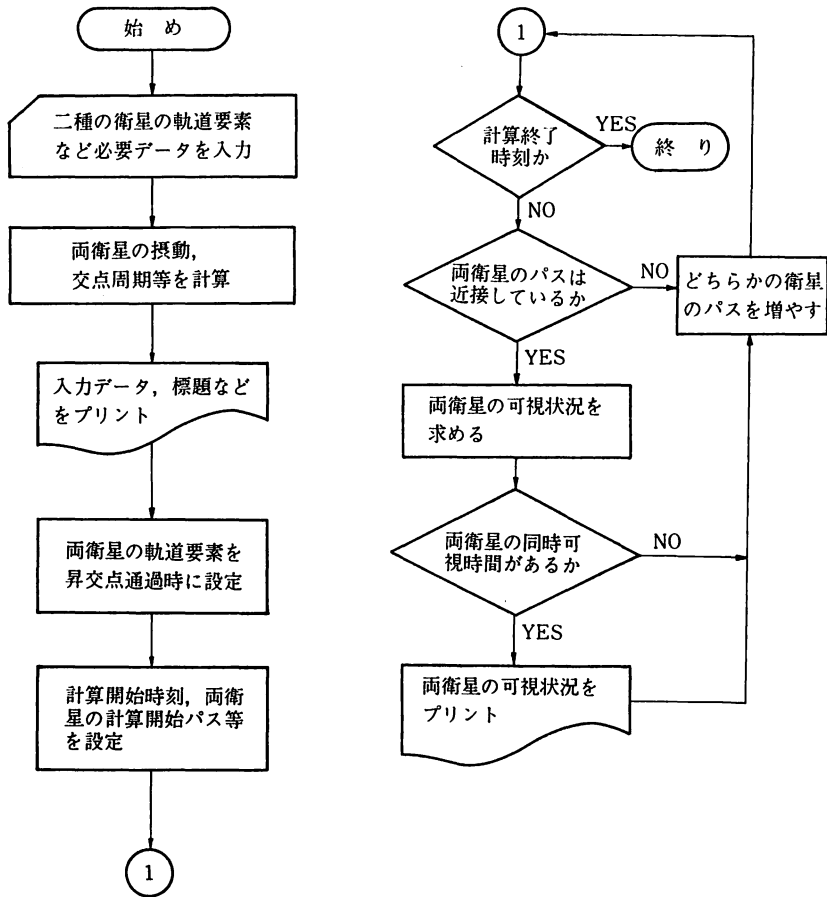 始め
二種の衛星の軌道要素
など必要データを入力
両衛星の摂動,
交点周期等を計算
入力データ, 標題など
をプリント
両衛星の軌道要素を
昇交点通過時に設定
計算開始時刻, 両衛
星の計算開始パス等
を設定
1
1
計算終了
時刻か
YES
終り
NO
両衛星のパスは
近接しているか
NO
どちらかの衛星
のパスを増やす
YES
両衛星の可視状況を
求める
両衛星の同時可
視時間があるか
NO
YES
両衛星の可視状況を
プリント